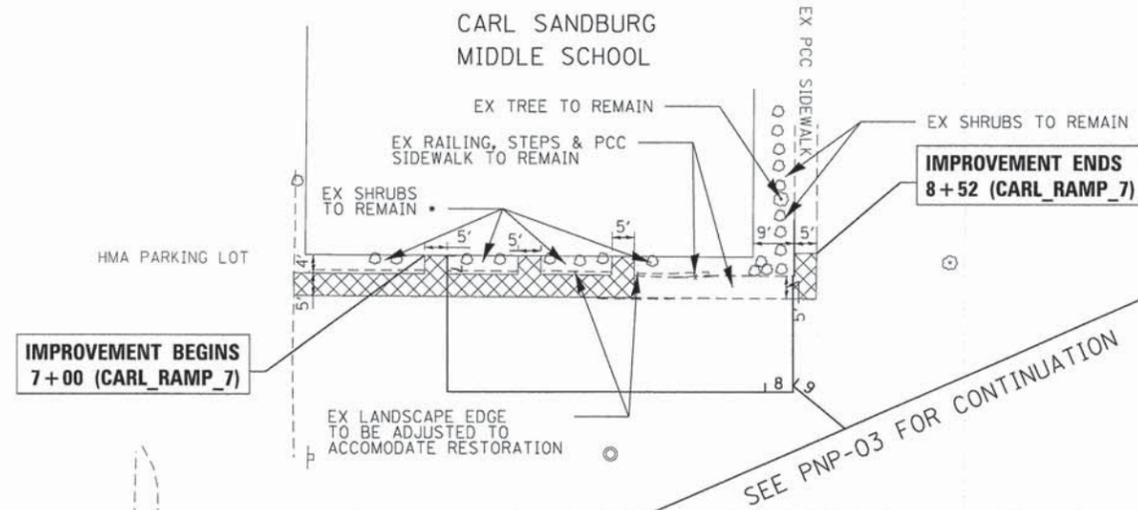 CARL SANDBURG
MIDDLE SCHOOL
EX PCC SIDEWALK
EX TREE TO REMAIN
EX SHRUBS TO REMAIN
EX RAILING, STEPS & PCC
SIDEWALK TO REMAIN
IMPROVEMENT ENDS
8+52 (CARL_RAMP_7)
EX SHRUBS
TO REMAIN
9'
5'
5'
5'
5'
HMA PARKING LOT
4'
7
5'
5'
IMPROVEMENT BEGINS
7+00 (CARL_RAMP_7)
8
9
EX LANDSCAPE EDGE
TO BE ADJUSTED TO
ACCOMODATE RESTORATION
SEE PNP-03 FOR CONTINUATION